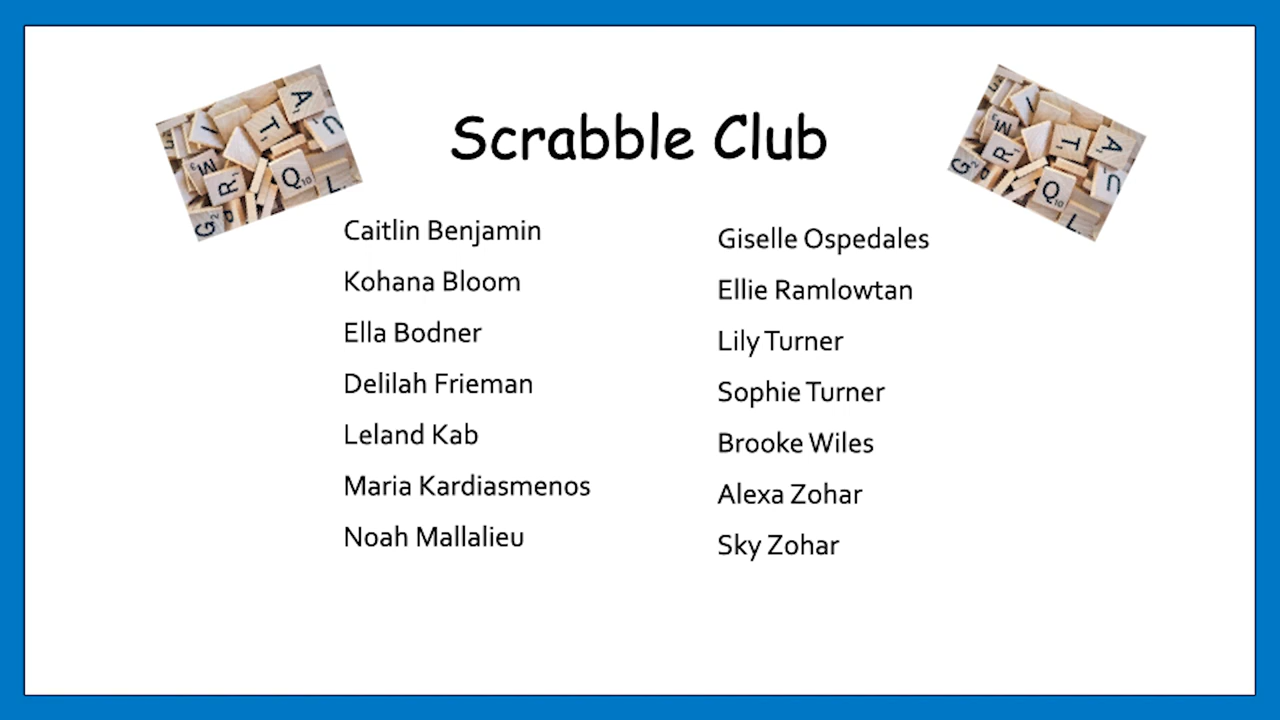 Scrabble Club
Caitlin Benjamin
Kohana Bloom
Ella Bodner
Delilah Frieman
Leland Kab
Maria Kardiasmenos
Noah Mallalieu
Giselle Ospedales
Ellie Ramlowtan
Lily Turner
Sophie Turner
Brooke Wiles
Alexa Zohar
Sky Zohar